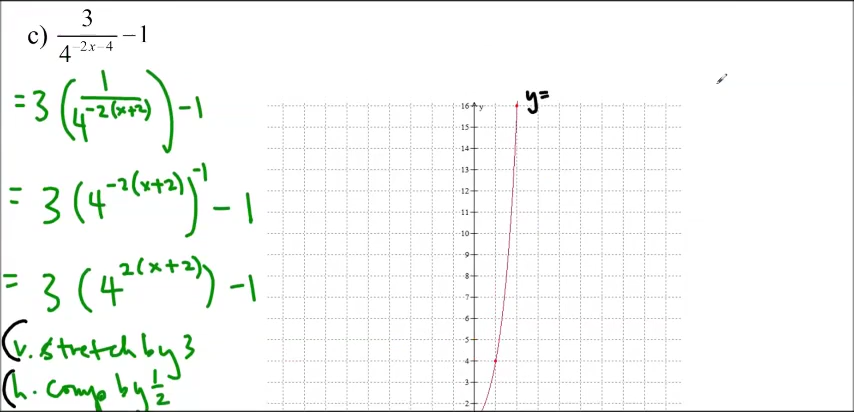 c) 3/4^(-2x-4) - 1
= 3 (1/4^(-2(x+2))) - 1
= 3 (4^(-2(x+2)))^(-1) - 1
= 3 (4^(2(x+2))) - 1
v. stretch by 3
h. comp by 1/2
y=
16 y
15
14
13
12
11
10
9
8
7
6
5
4
3
2